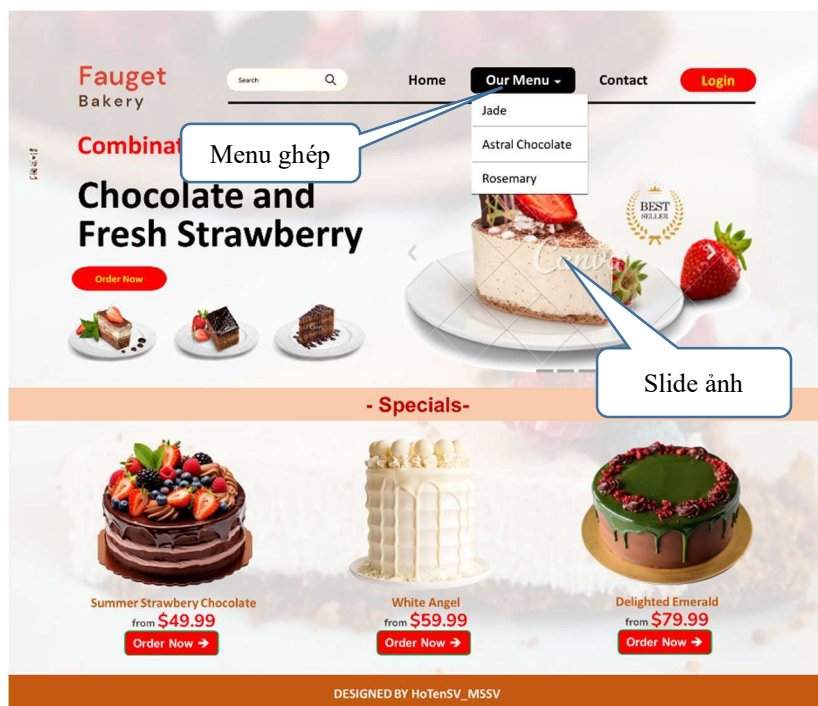 Fauget
Bakery
Search
Home
Our Menu
Contact
Login
Jade
Astral Chocolate
Rosemary
Menu ghép
Combinat
Chocolate and
Fresh Strawberry
BEST
SELLER
Order Now
Slide ảnh
- Specials-
Summer Strawbery Chocolate
from $49.99
Order Now →
White Angel
from $59.99
Order Now →
Delighted Emerald
from $79.99
Order Now →
DESIGNED BY HoTenSV_MSSV